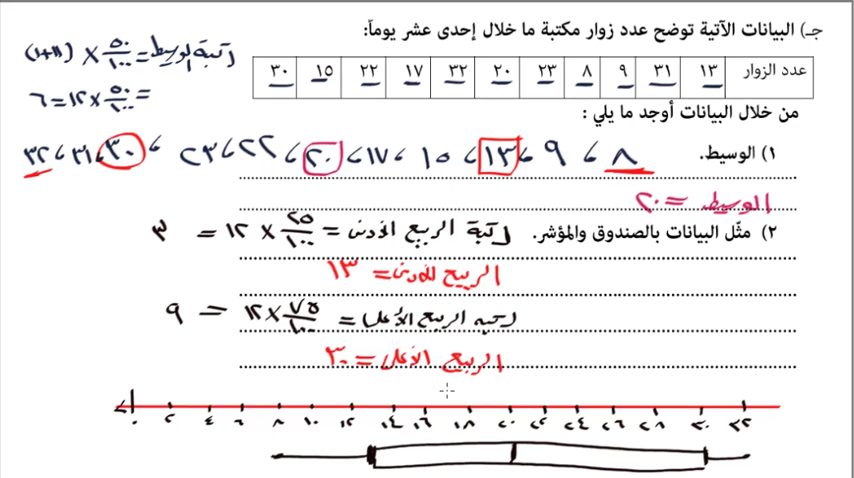 جـ) البيانات الآتية توضح عدد زوار مكتبة ما خلال إحدى عشر يوماً:
رتبة الوسيط = ٥٠/١٠٠ × (١١+١)
= ٥٠/١٠٠ × ١٢ = ٦
عدد الزوار ١٣ ٣١ ٩ ٨ ٢٣ ٢٠ ٣٢ ١٧ ٢٢ ١٥ ٣٠
من خلال البيانات أوجد ما يلي :
١) الوسيط.
٨ ، ٩ ، ١٣ ، ١٥ ، ١٧ ، ٢٠ ، ٢٢ ، ٢٣ ، ٣٠ ، ٣١ ، ٣٢
الوسيط = ٢٠
٢) مثّل البيانات بالصندوق والمؤشر.
رتبة الربيع الأدنى = ٢٥/١٠٠ × ١٢ = ٣
الربيع الأدنى = ١٣
رتبه الربيع الأعلى = ٧٥/١٠٠ × ١٢ = ٩
الربيع الأعلى = ٣٠
٠ ٢ ٤ ٦ ٨ ١٠ ١٢ ١٤ ١٦ ١٨ ٢٠ ٢٢ ٢٤ ٢٦ ٢٨ ٣٠ ٣٢